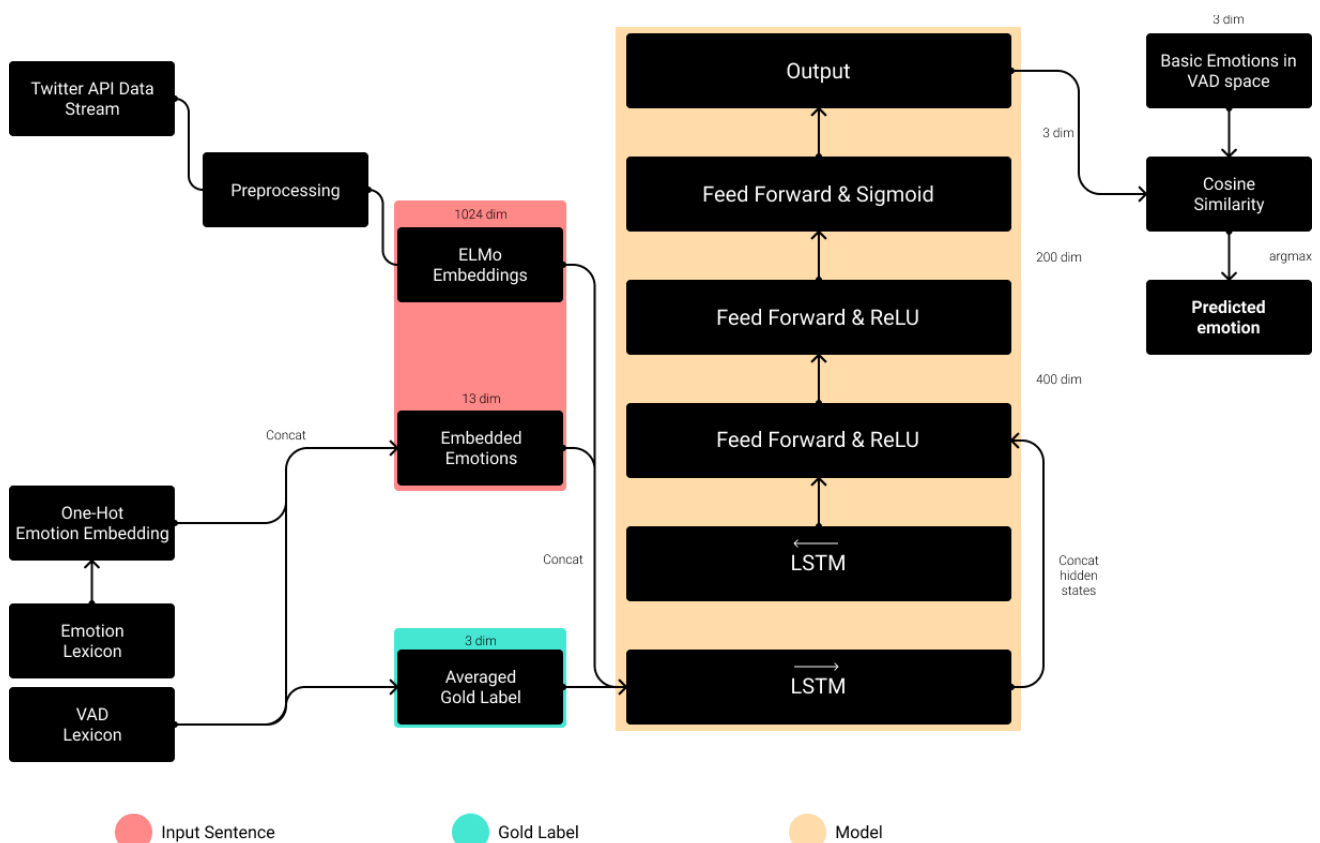 3 dim
Twitter API Data
Stream
Preprocessing
1024 dim
ELMo
Embeddings
13 dim
Embedded
Emotions
Concat
One-Hot
Emotion Embedding
Emotion
Lexicon
VAD
Lexicon
3 dim
Averaged
Gold Label
Concat
Output
Feed Forward & Sigmoid
Feed Forward & ReLU
Feed Forward & ReLU
LSTM
LSTM
Concat
hidden
states
3 dim
200 dim
400 dim
Basic Emotions in
VAD space
Cosine
Similarity
argmax
Predicted
emotion
Input Sentence
Gold Label
Model